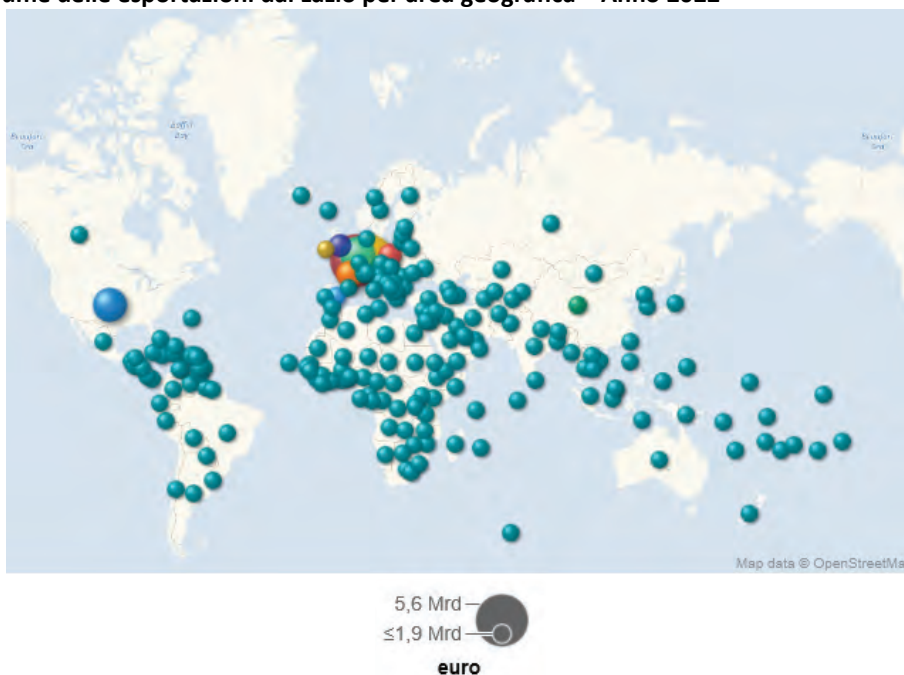 ume delle esportazioni dal Lazio per area geografica – Anno 2022
Map data © OpenStreetMa
5,6 Mrd
≤1,9 Mrd
euro